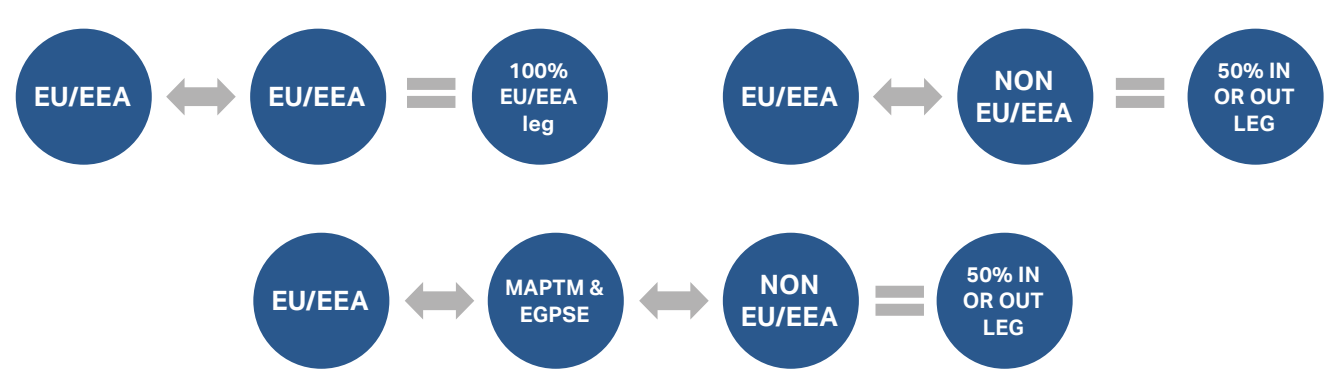 EU/EEA
EU/EEA
100%
EU/EEA
leg
EU/EEA
NON
EU/EEA
50% IN
OR OUT
LEG
EU/EEA
MAPTM &
EGPSE
NON
EU/EEA
50% IN
OR OUT
LEG